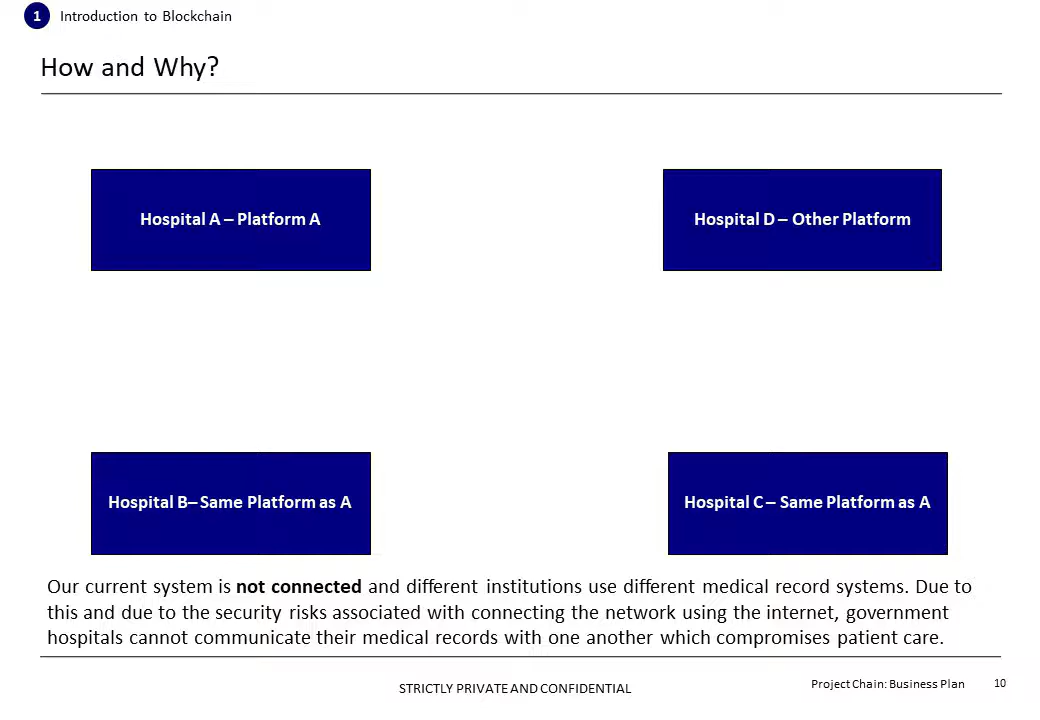 1 Introduction to Blockchain
How and Why?
Hospital A – Platform A
Hospital D – Other Platform
Hospital B– Same Platform as A
Hospital C – Same Platform as A
Our current system is not connected and different institutions use different medical record systems. Due to
this and due to the security risks associated with connecting the network using the internet, government
hospitals cannot communicate their medical records with one another which compromises patient care.
STRICTLY PRIVATE AND CONFIDENTIAL
Project Chain: Business Plan 10